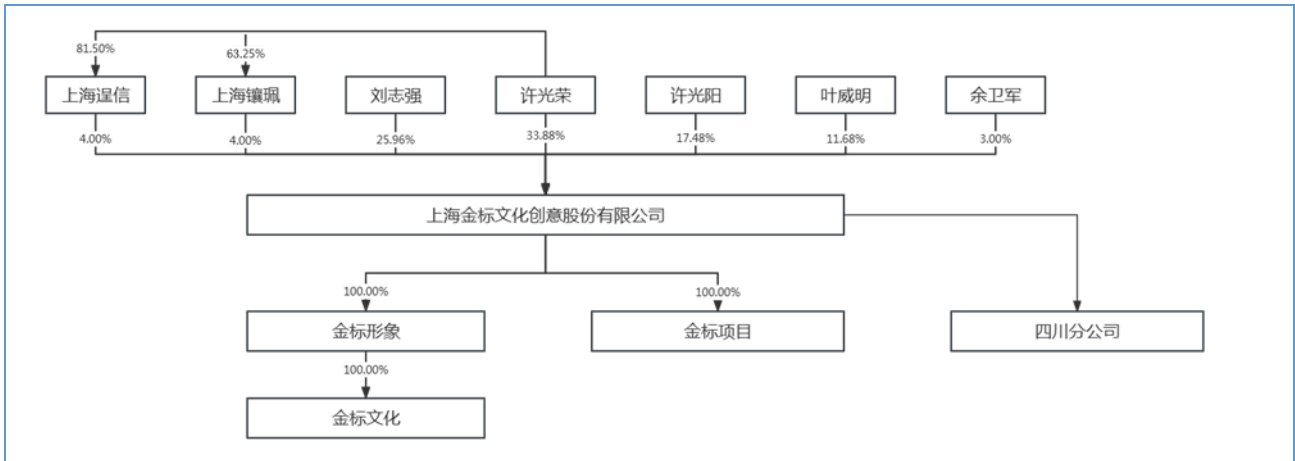 81.50%
63.25%
上海逞信 上海镶珮 刘志强 许光荣 许光阳 叶威明 余卫军
4.00% 4.00% 25.96% 33.88% 17.48% 11.68% 3.00%
上海金标文化创意股份有限公司
100.00% 100.00%
金标形象 金标项目 四川分公司
100.00%
金标文化